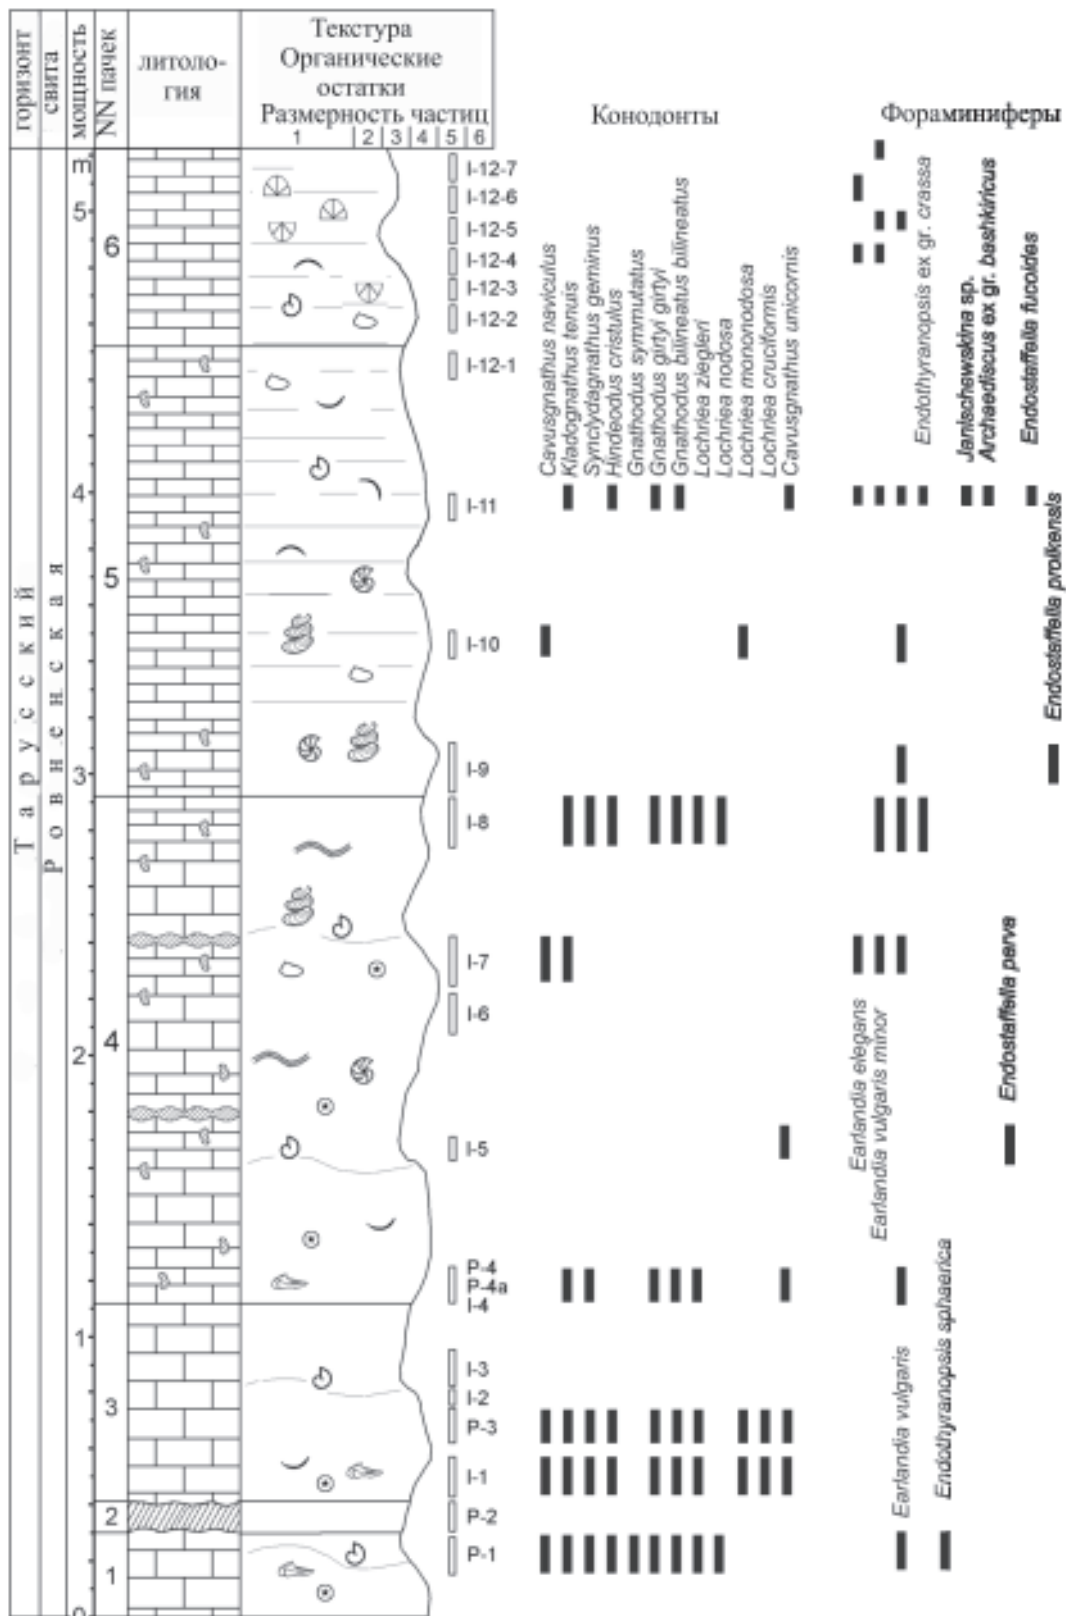 горизонт
свита
мощность
NN пачек
литоло-
гия
Текстура
Органические
остатки
Размерность частиц
1 2 3 4 5 6
Конодонты
Фораминиферы
Тарусский
Ровненская
m
5
4
3
2
1
0
6
5
4
3
2
1
I-12-7
I-12-6
I-12-5
I-12-4
I-12-3
I-12-2
I-12-1
I-11
I-10
I-9
I-8
I-7
I-6
I-5
P-4
P-4a
I-4
I-3
I-2
P-3
I-1
P-2
P-1
Cavusgnathus naviculus
Kladognathus tenuis
Synclydagnathus geminus
Hindeodus cristulus
Gnathodus symmutatus
Gnathodus girtyi girtyi
Gnathodus bilineatus bilineatus
Lochriea ziegleri
Lochriea nodosa
Lochriea mononodosa
Lochriea cruciformis
Cavusgnathus unicornis
Earlandia elegans
Earlandia vulgaris minor
Earlandia vulgaris
Endothyranopsis ex gr. crassa
Endothyranopsis sphaerica
Janischewskina sp.
Archaediscus ex gr. bashkiricus
Endostaffella parva
Endostaffella fucoides
Endostaffella proikensis